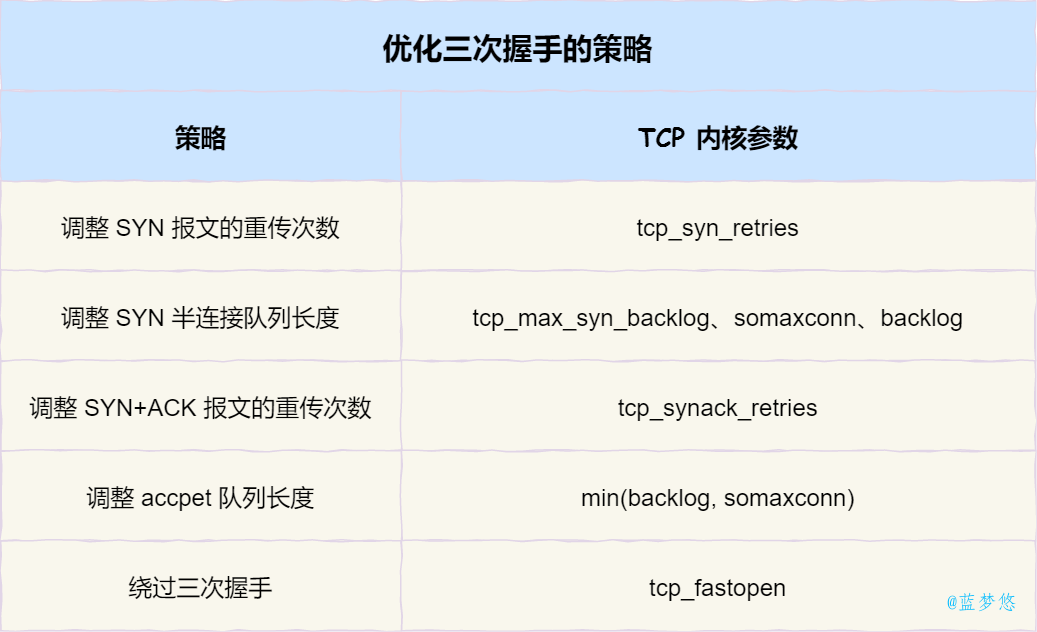 优化三次握手的策略
策略 TCP 内核参数
调整 SYN 报文的重传次数 tcp_syn_retries
调整 SYN 半连接队列长度 tcp_max_syn_backlog、somaxconn、backlog
调整 SYN+ACK 报文的重传次数 tcp_synack_retries
调整 accpet 队列长度 min(backlog, somaxconn)
绕过三次握手 tcp_fastopen
@蓝梦悠